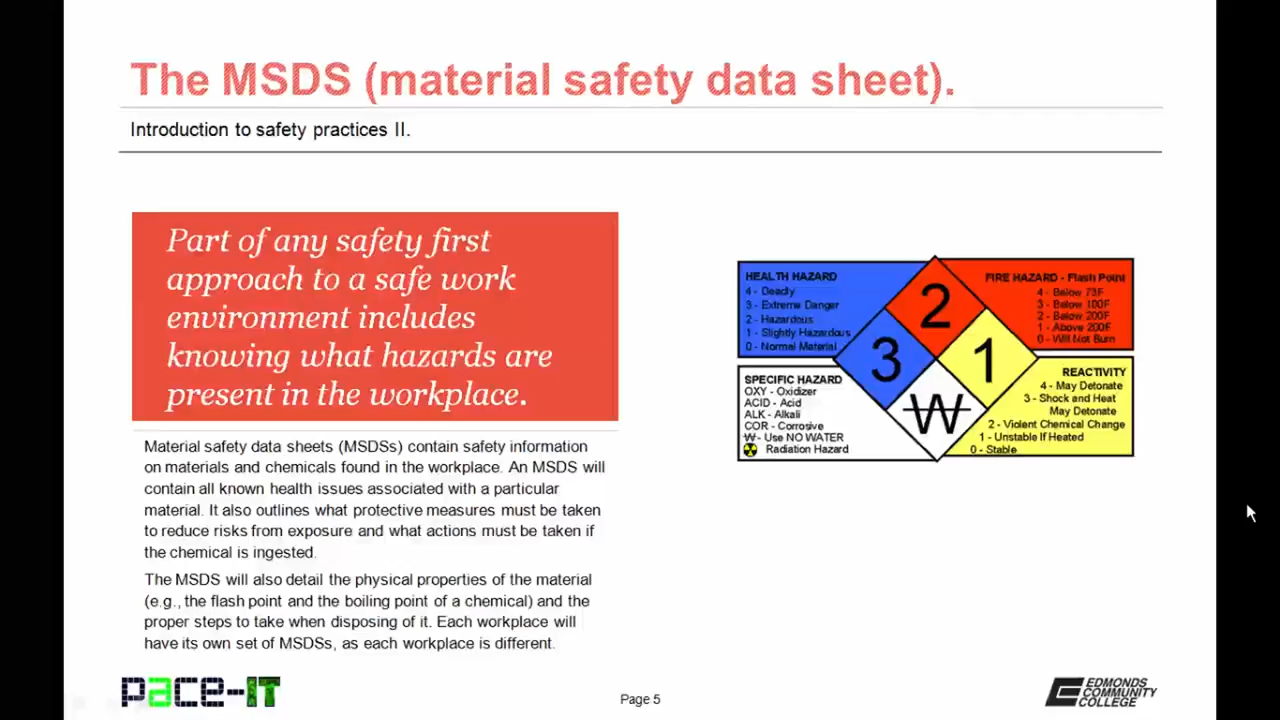 The MSDS (material safety data sheet).
Introduction to safety practices II.
Part of any safety first
approach to a safe work
environment includes
knowing what hazards are
present in the workplace.
Material safety data sheets (MSDSs) contain safety information
on materials and chemicals found in the workplace. An MSDS will
contain all known health issues associated with a particular
material. It also outlines what protective measures must be taken
to reduce risks from exposure and what actions must be taken if
the chemical is ingested.
The MSDS will also detail the physical properties of the material
(e.g., the flash point and the boiling point of a chemical) and the
proper steps to take when disposing of it. Each workplace will
have its own set of MSDSs, as each workplace is different.
HEALTH HAZARD
4 - Deadly
3 - Extreme Danger
2 - Hazardous
1 - Slightly Hazardous
0 - Normal Material
FIRE HAZARD - Flash Point
4 - Below 73F
3 - Below 100F
2 - Below 200F
1 - Above 200F
0 - Will Not Burn
2
3
1
W
SPECIFIC HAZARD
OXY - Oxidizer
ACID - Acid
ALK - Alkali
COR - Corrosive
W - Use NO WATER
Radiation Hazard
REACTIVITY
4 - May Detonate
3 - Shock and Heat
May Detonate
2 - Violent Chemical Change
1 - Unstable If Heated
0 - Stable
pace-IT
Page 5
EDMONDS
COMMUNITY
COLLEGE